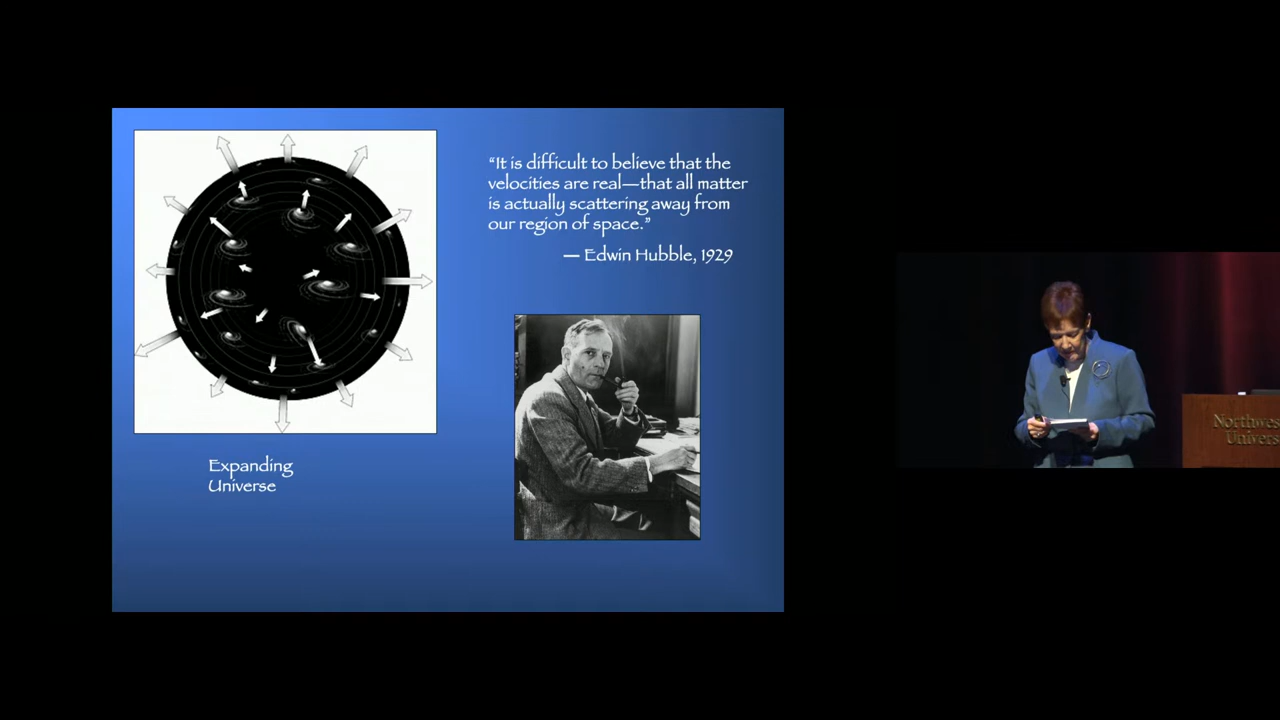 “It is difficult to believe that the
velocities are real—that all matter
is actually scattering away from
our region of space.”
— Edwin Hubble, 1929
Expanding
Universe
Northwes
Univers